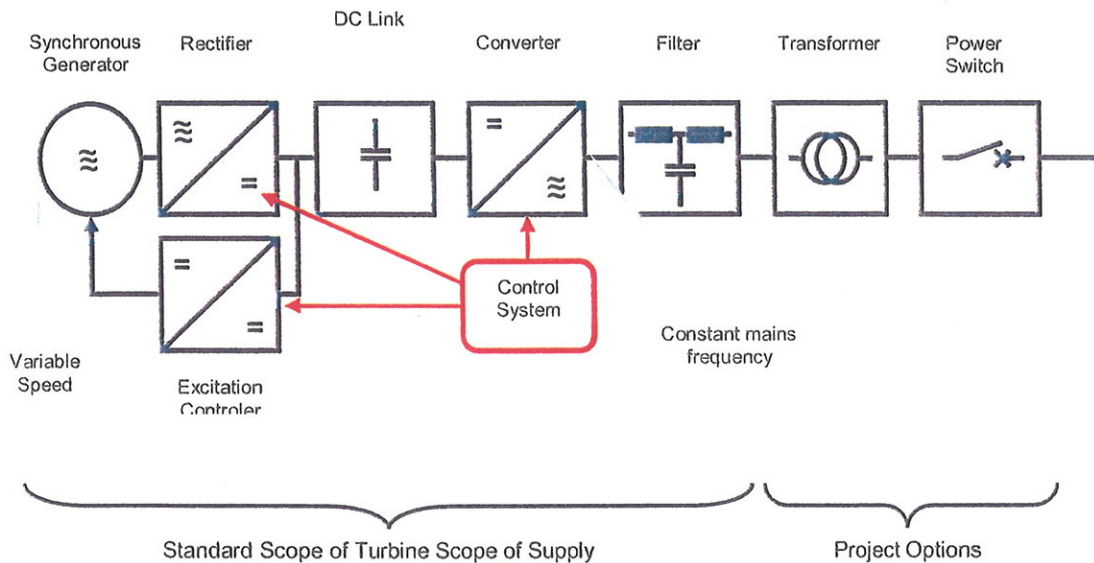 DC Link
Synchronous
Generator
Rectifier
Converter
Filter
Transformer
Power
Switch
Control
System
Constant mains
frequency
Variable
Speed
Excitation
Controler
Standard Scope of Turbine Scope of Supply
Project Options